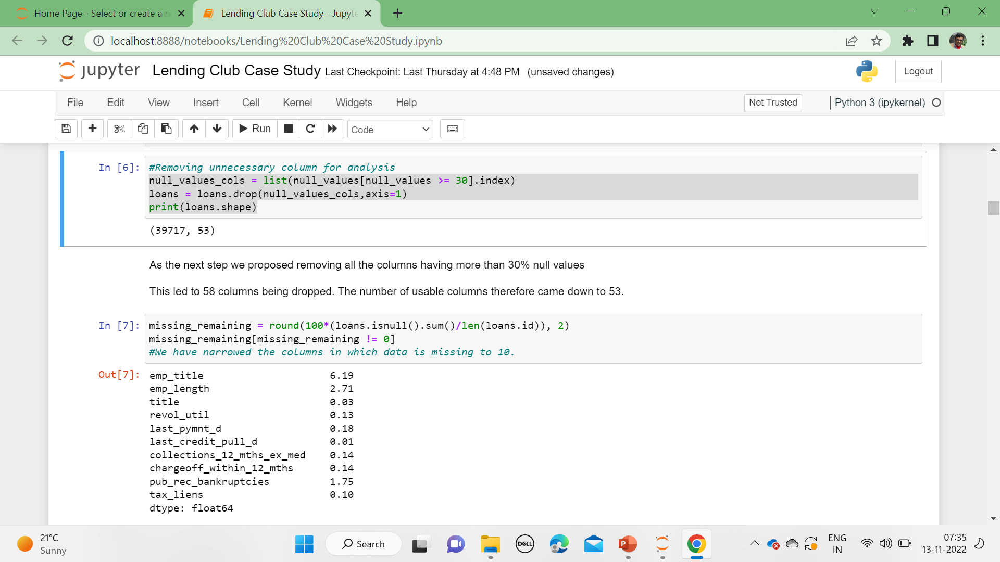 Home Page - Select or create a n
Lending Club Case Study - Jupyte
localhost:8888/notebooks/Lending%20Club%20Case%20Study.ipynb
jupyter Lending Club Case Study Last Checkpoint: Last Thursday at 4:48 PM (unsaved changes)
Logout
File Edit View Insert Cell Kernel Widgets Help
Not Trusted
Python 3 (ipykernel)
Run
Code
In [6]:
#Removing unnecessary column for analysis
null_values_cols = list(null_values[null_values >= 30].index)
loans = loans.drop(null_values_cols,axis=1)
print(loans.shape)
(39717, 53)
As the next step we proposed removing all the columns having more than 30% null values
This led to 58 columns being dropped. The number of usable columns therefore came down to 53.
In [7]:
missing_remaining = round(100*(loans.isnull().sum()/len(loans.id)), 2)
missing_remaining[missing_remaining != 0]
#We have narrowed the columns in which data is missing to 10.
Out[7]:
emp_title 6.19
emp_length 2.71
title 0.03
revol_util 0.13
last_pymnt_d 0.18
last_credit_pull_d 0.01
collections_12_mths_ex_med 0.14
chargeoff_within_12_mths 0.14
pub_rec_bankruptcies 1.75
tax_liens 0.10
dtype: float64
21°C
Sunny
Search
DELL
P
ENG
IN
07:35
13-11-2022